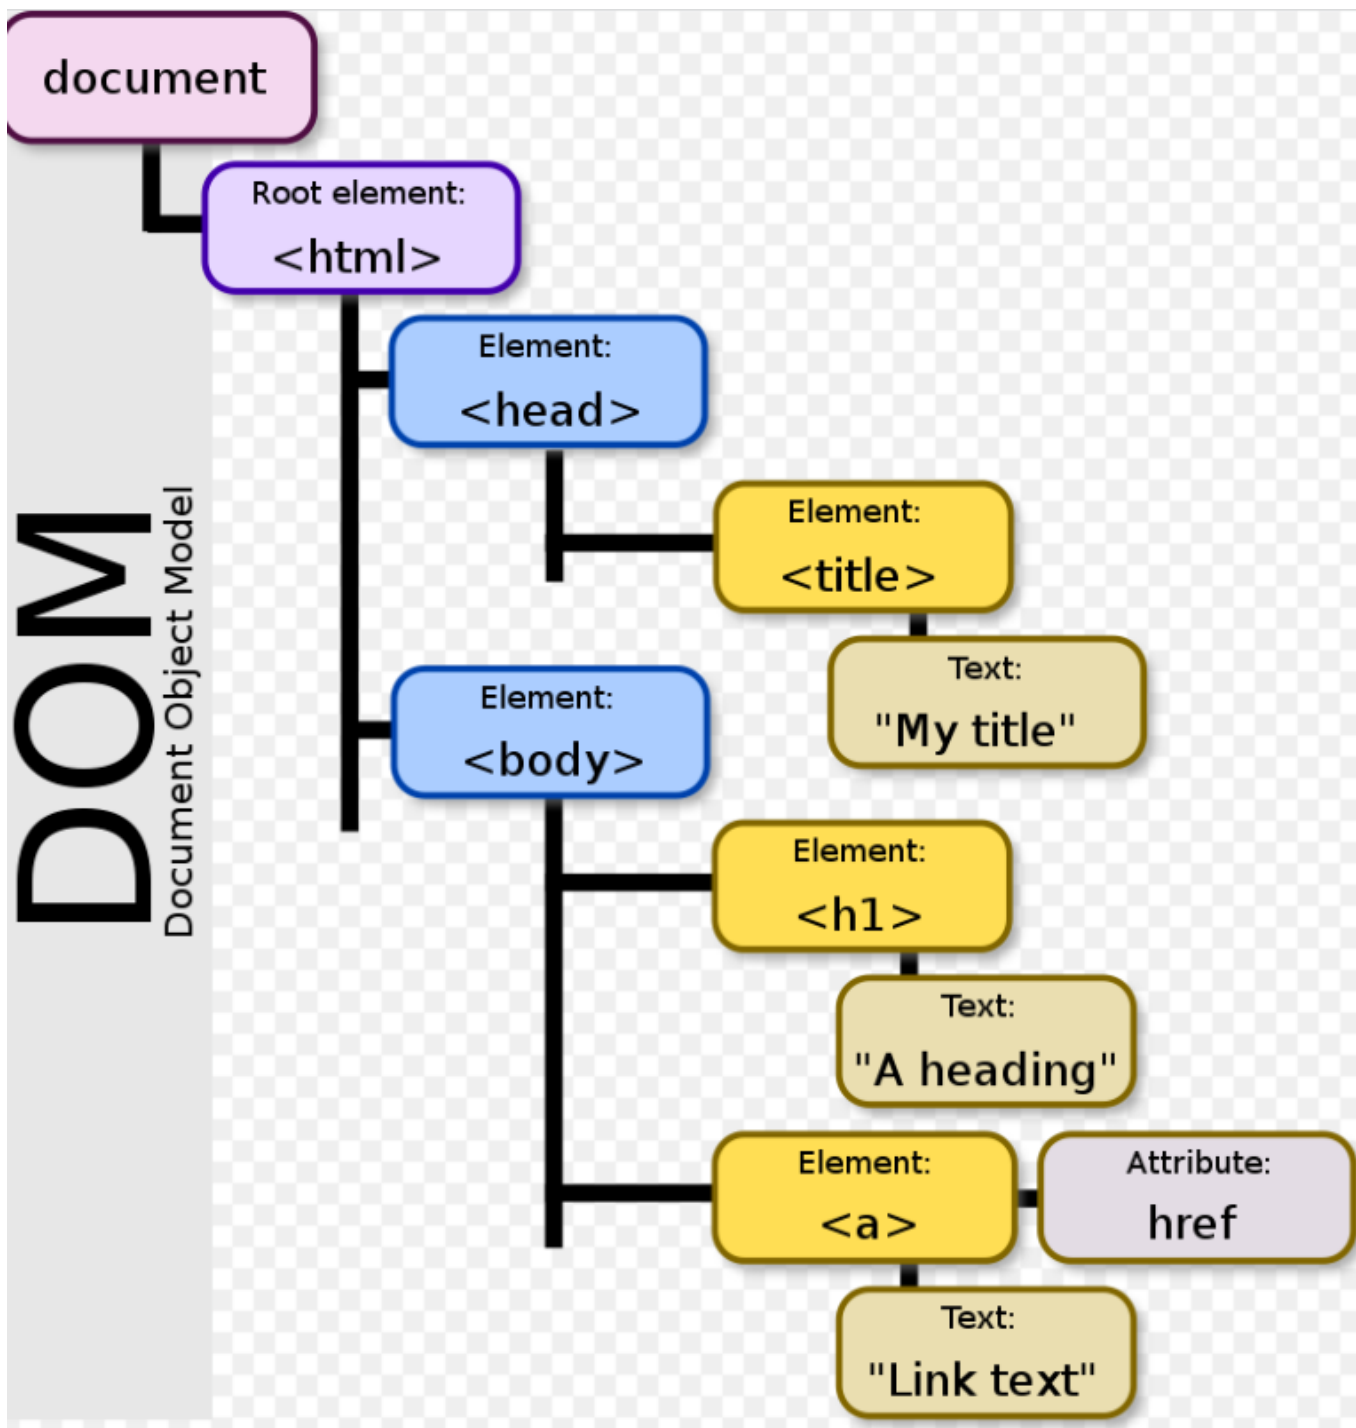 document
Root element:
<html>
Element:
<head>
Element:
<title>
Text:
"My title"
Element:
<body>
Element:
<h1>
Text:
"A heading"
Element:
<a>
Attribute:
href
Text:
"Link text"
DOM
Document Object Model